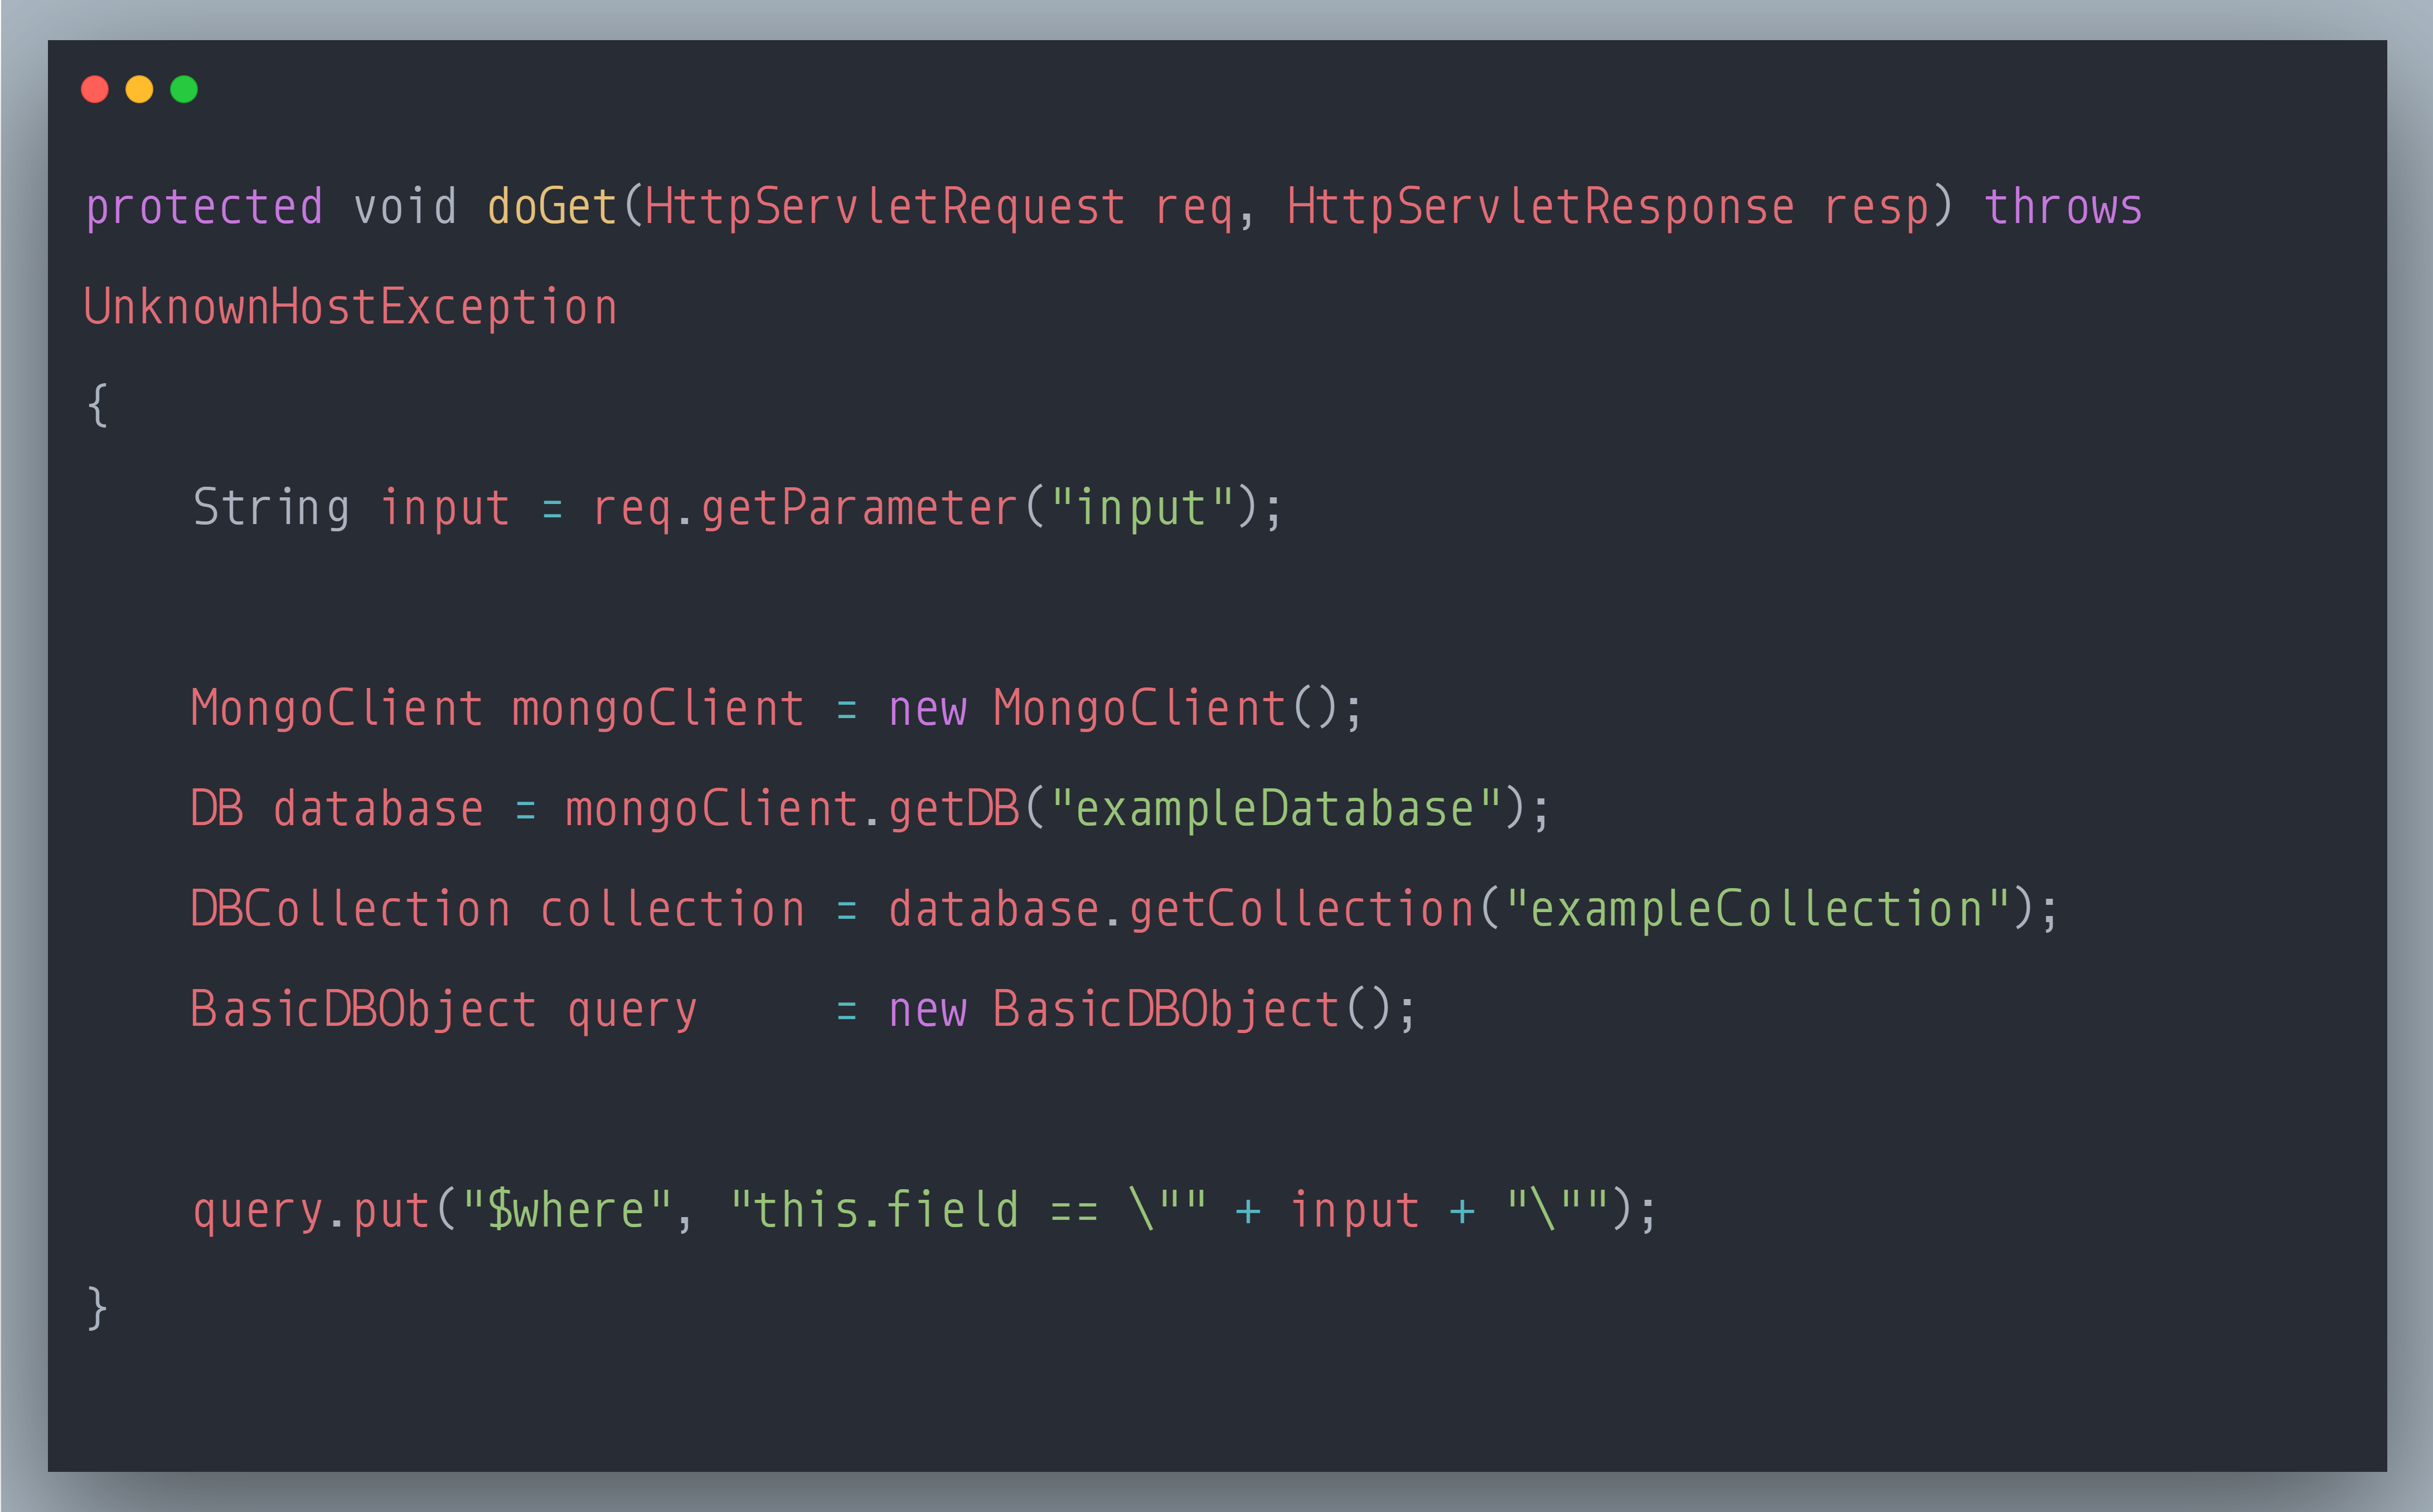 protected void doGet(HttpServletRequest req, HttpServletResponse resp) throws
UnknownHostException
{
    String input = req.getParameter("input");
    MongoClient mongoClient = new MongoClient();
    DB database = mongoClient.getDB("exampleDatabase");
    DBCollection collection = database.getCollection("exampleCollection");
    BasicDBObject query     = new BasicDBObject();
    query.put("$where", "this.field == \"" + input + "\"");
}